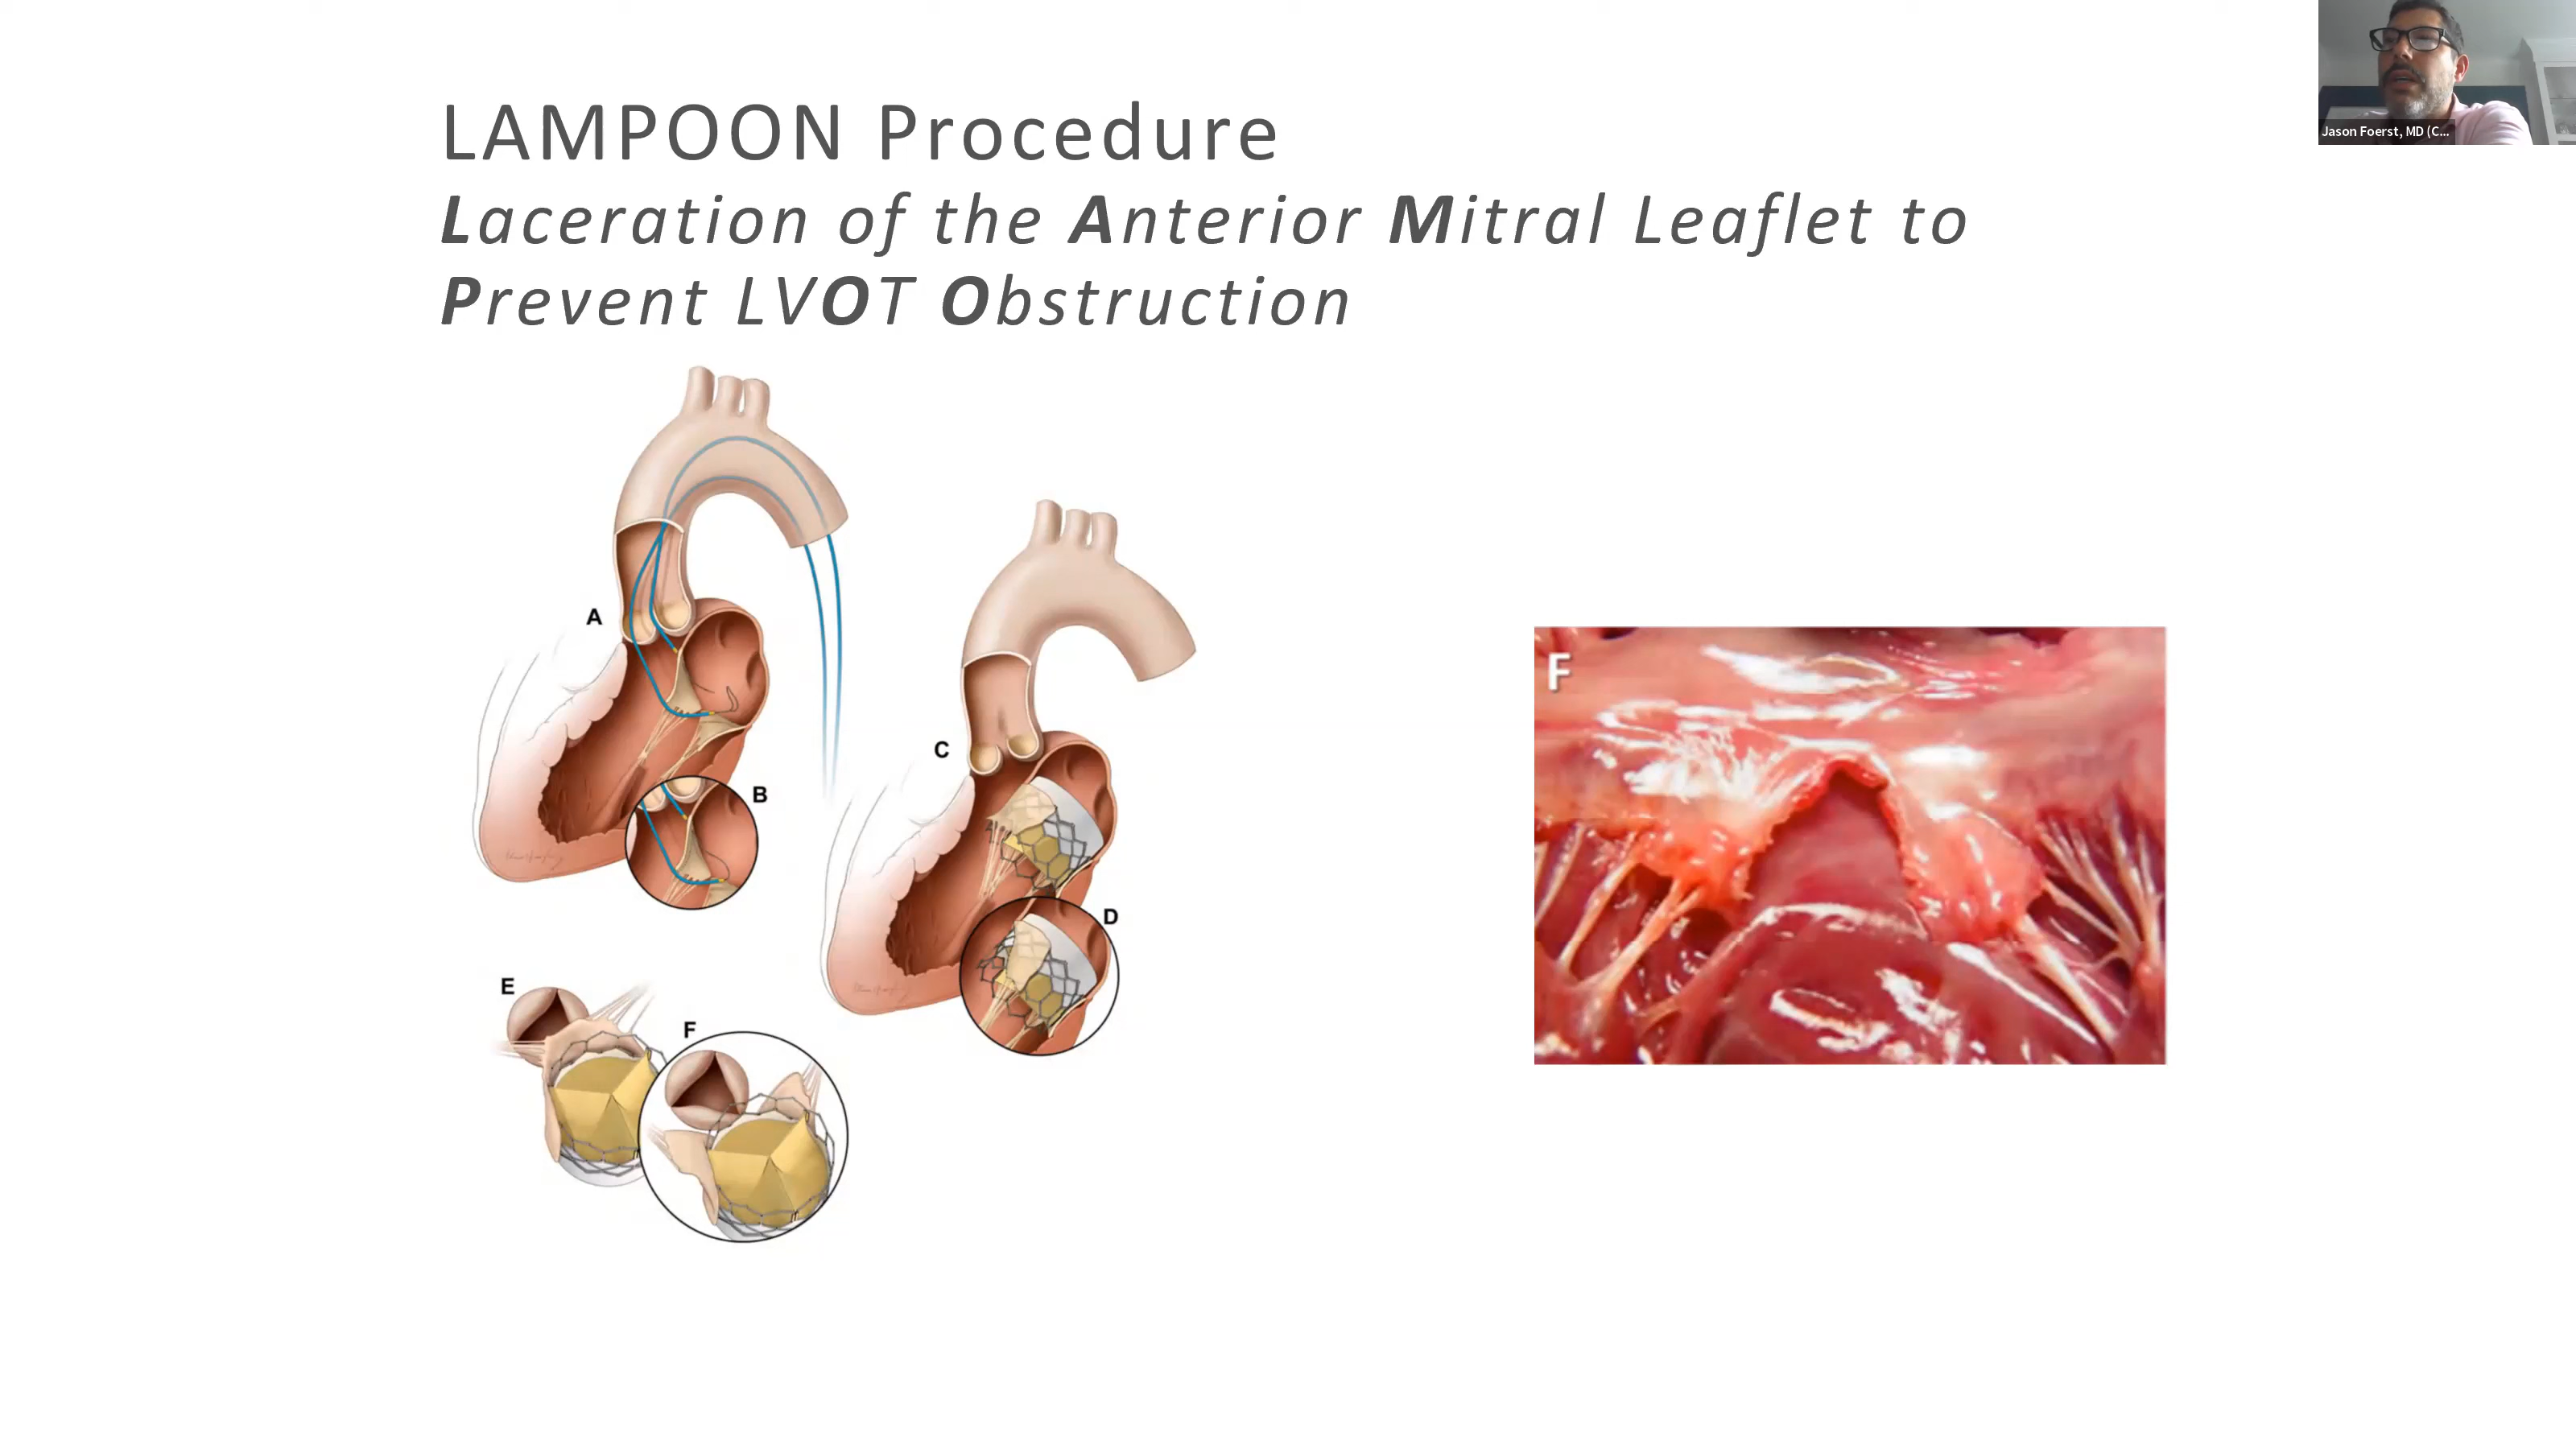 LAMPOON Procedure
Laceration of the Anterior Mitral Leaflet to
Prevent LVOT Obstruction
Jason Foerst, MD (C...
A
B
C
D
E
F
F